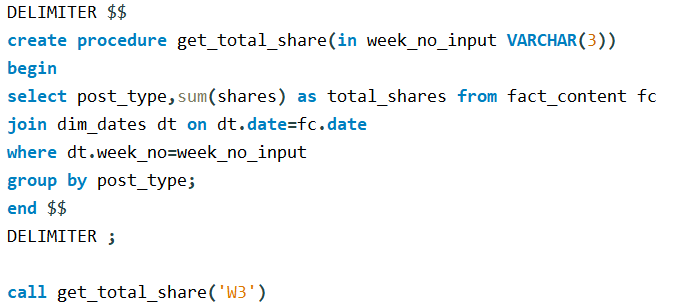 DELIMITER $$
create procedure get_total_share(in week_no_input VARCHAR(3))
begin
select post_type,sum(shares) as total_shares from fact_content fc
join dim_dates dt on dt.date=fc.date
where dt.week_no=week_no_input
group by post_type;
end $$
DELIMITER ;
call get_total_share('W3')